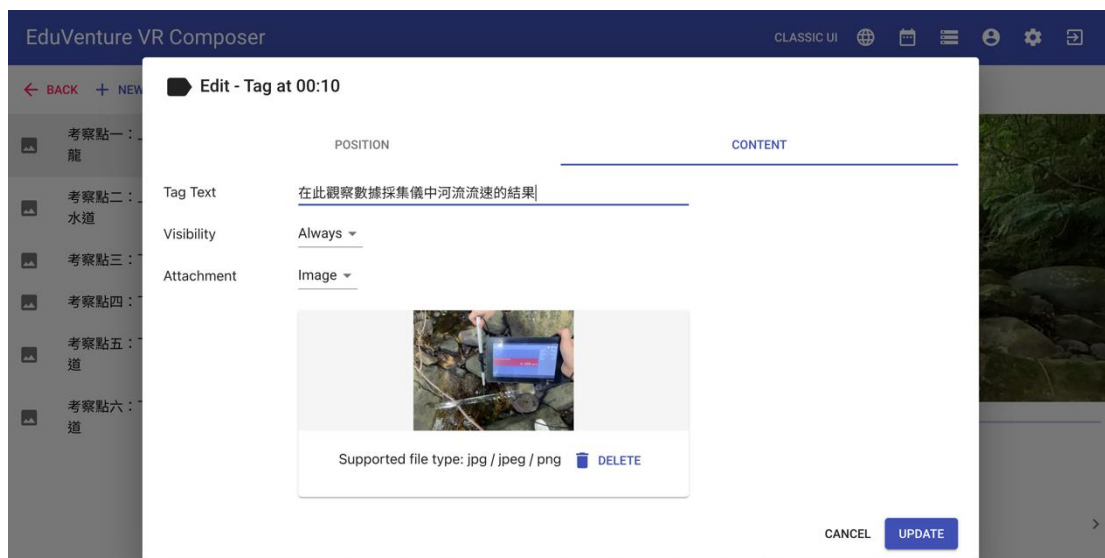 EduVenture VR Composer
CLASSIC UI
BACK
+ NEW
Edit - Tag at 00:10
POSITION
CONTENT
考察點一：
龍
考察點二：
水道
考察點三：
考察點四：
考察點五：
道
考察點六：
道
Tag Text
在此觀察數據採集儀中河流流速的結果
Visibility
Always
Attachment
Image
Supported file type: jpg / jpeg / png
DELETE
CANCEL
UPDATE